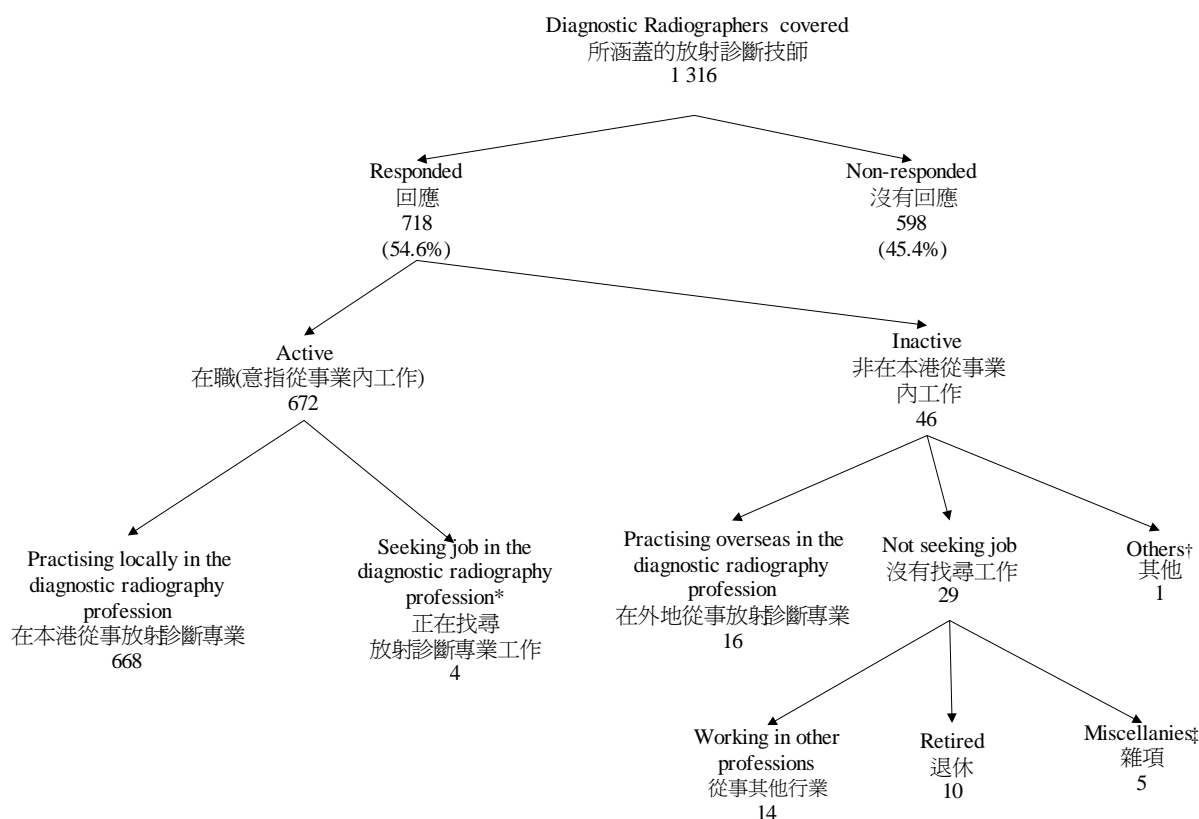 Diagnostic Radiographers covered
所涵蓋的放射診斷技師
1 316
Responded
回應
718
(54.6%)
Non-responded
沒有回應
598
(45.4%)
Active
在職(意指從事業內工作)
672
Inactive
非在本港從事業
內工作
46
Practising locally in the
diagnostic radiography
profession
在本港從事放射診斷專業
668
Seeking job in the
diagnostic radiography
profession*
正在找尋
放射診斷專業工作
4
Practising overseas in the
diagnostic radiography
profession
在外地從事放射診斷專業
16
Not seeking job
沒有找尋工作
29
Others†
其他
1
Working in other
professions
從事其他行業
14
Retired
退休
10
Miscellanies‡
雜項
5